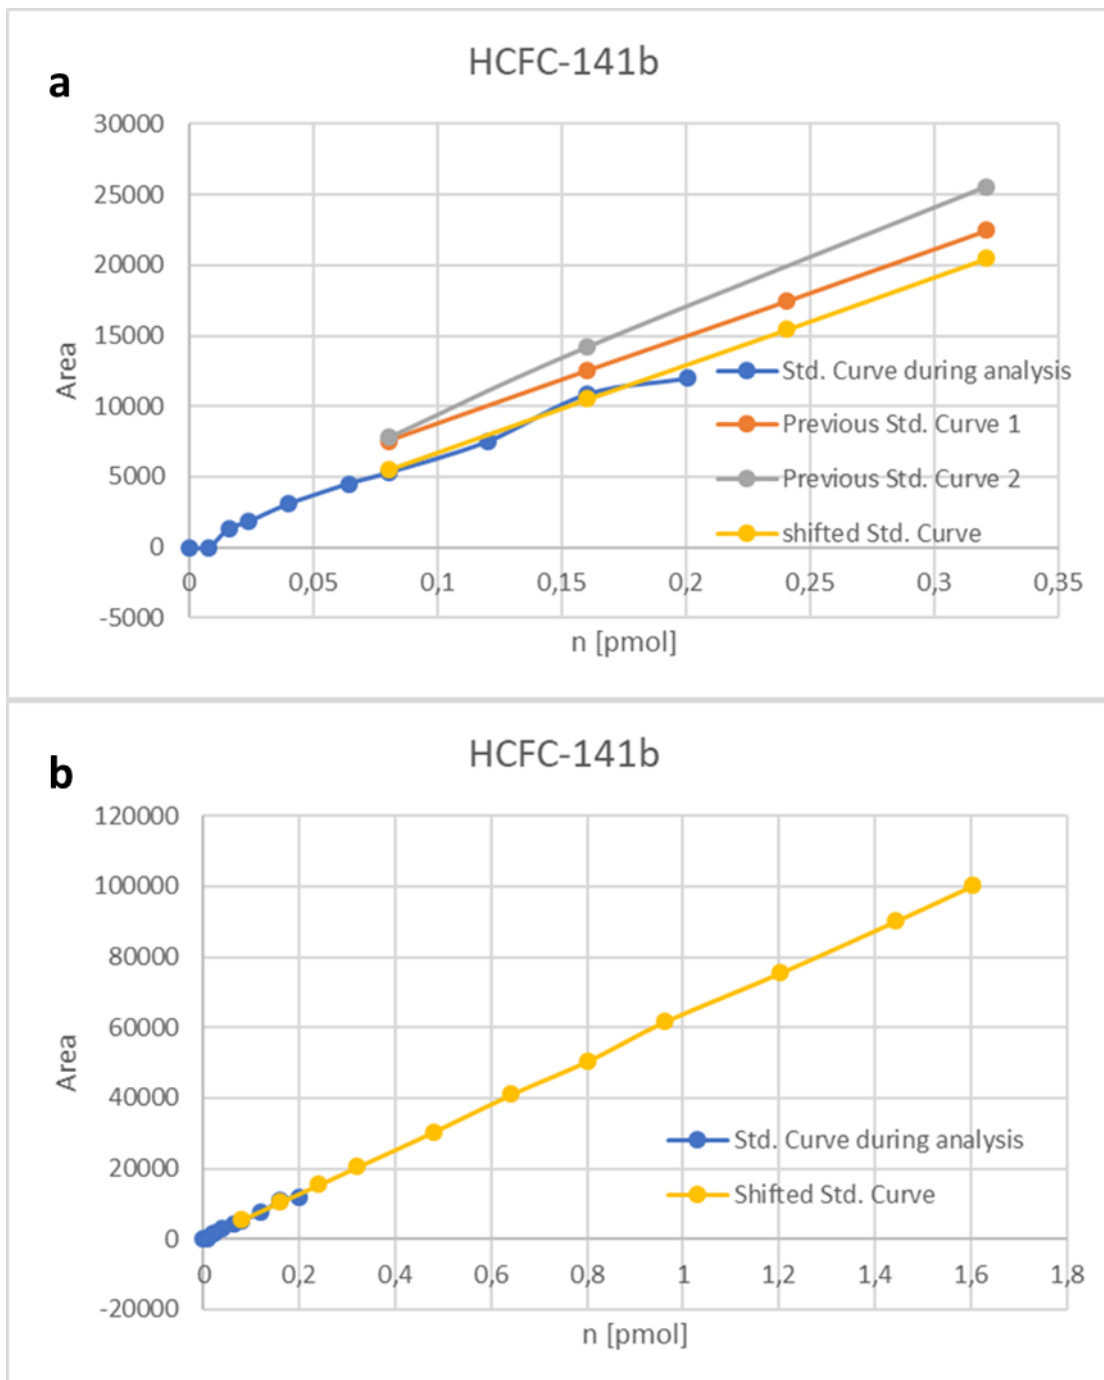 a
HCFC-141b
30000
25000
20000
15000
10000
5000
0
-5000
Area
Std. Curve during analysis
Previous Std. Curve 1
Previous Std. Curve 2
shifted Std. Curve
0 0,05 0,1 0,15 0,2 0,25 0,3 0,35
n [pmol]
b
HCFC-141b
120000
100000
80000
60000
40000
20000
0
-20000
Area
Std. Curve during analysis
Shifted Std. Curve
0 0,2 0,4 0,6 0,8 1 1,2 1,4 1,6 1,8
n [pmol]